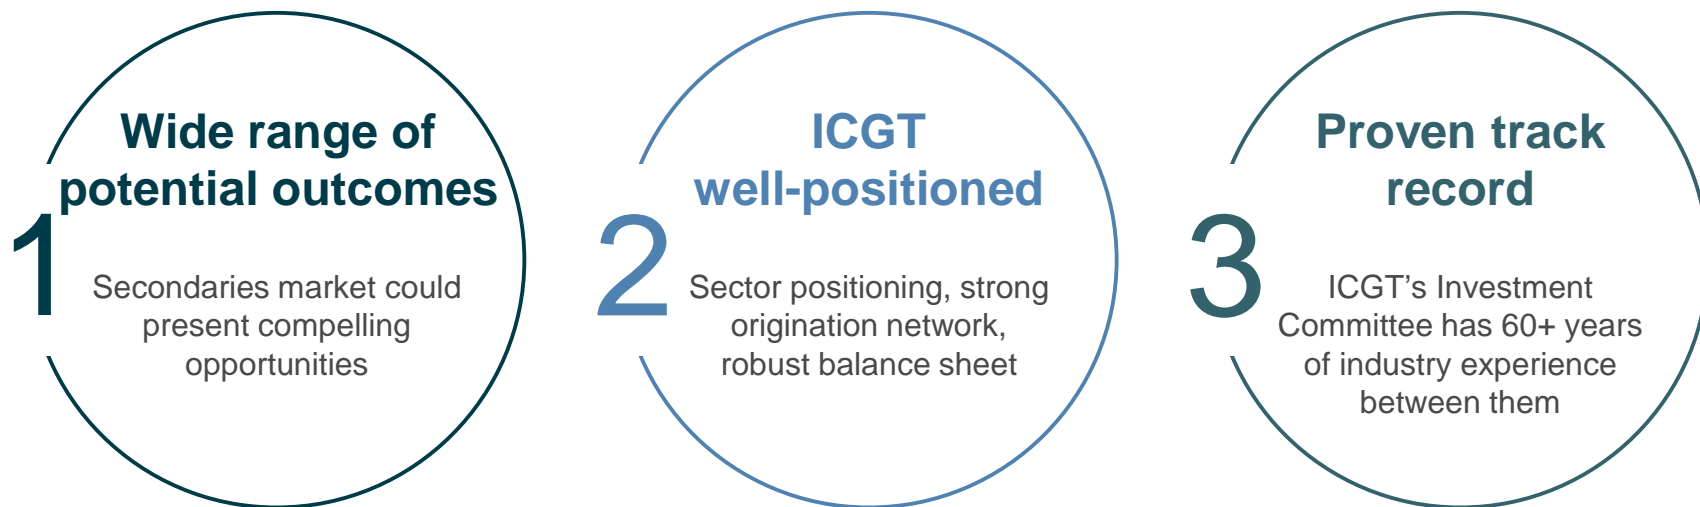 1
Wide range of
potential outcomes
Secondaries market could
present compelling
opportunities
2
ICGT
well-positioned
Sector positioning, strong
origination network,
robust balance sheet
3
Proven track
record
ICGT's Investment
Committee has 60+ years
of industry experience
between them